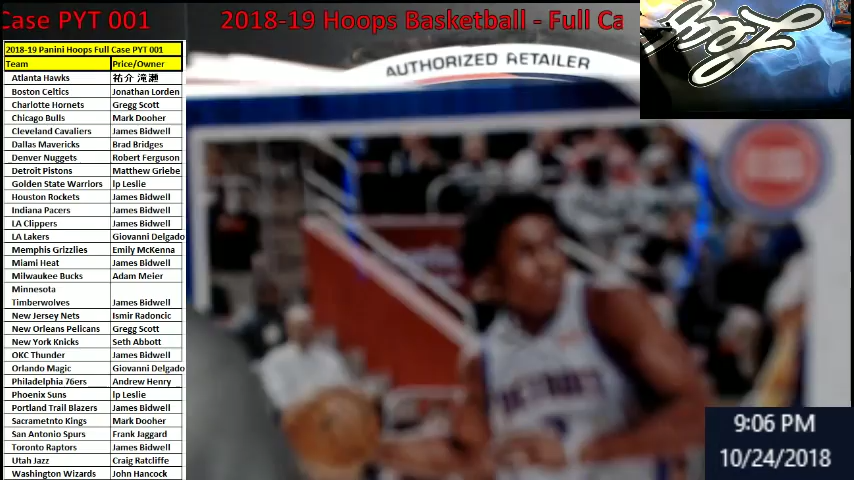 Case PYT 001
2018-19 Hoops Basketball - Full Ca
2018-19 Panini Hoops Full Case PYT 001
Team Price/Owner
Atlanta Hawks 祐介 滝瀬
Boston Celtics Jonathan Lorden
Charlotte Hornets Gregg Scott
Chicago Bulls Mark Dooher
Cleveland Cavaliers James Bidwell
Dallas Mavericks Brad Bridges
Denver Nuggets Robert Ferguson
Detroit Pistons Matthew Griebe
Golden State Warriors lp Leslie
Houston Rockets James Bidwell
Indiana Pacers James Bidwell
LA Clippers James Bidwell
LA Lakers Giovanni Delgado
Memphis Grizzlies Emily McKenna
Miami Heat James Bidwell
Milwaukee Bucks Adam Meier
Minnesota
Timberwolves James Bidwell
New Jersey Nets Ismir Radoncic
New Orleans Pelicans Gregg Scott
New York Knicks Seth Abbott
OKC Thunder James Bidwell
Orlando Magic Giovanni Delgado
Philadelphia 76ers Andrew Henry
Phoenix Suns lp Leslie
Portland Trail Blazers James Bidwell
Sacrametnto Kings Mark Dooher
San Antonio Spurs Frank Jaggard
Toronto Raptors James Bidwell
Utah Jazz Craig Ratcliffe
Washington Wizards John Hancock
AUTHORIZED RETAILER
DETROIT
9:06 PM
10/24/2018